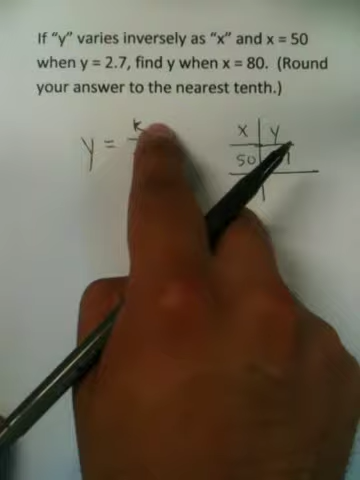 If “y” varies inversely as “x” and x = 50
when y = 2.7, find y when x = 80. (Round
your answer to the nearest tenth.)
y = k
x y
50